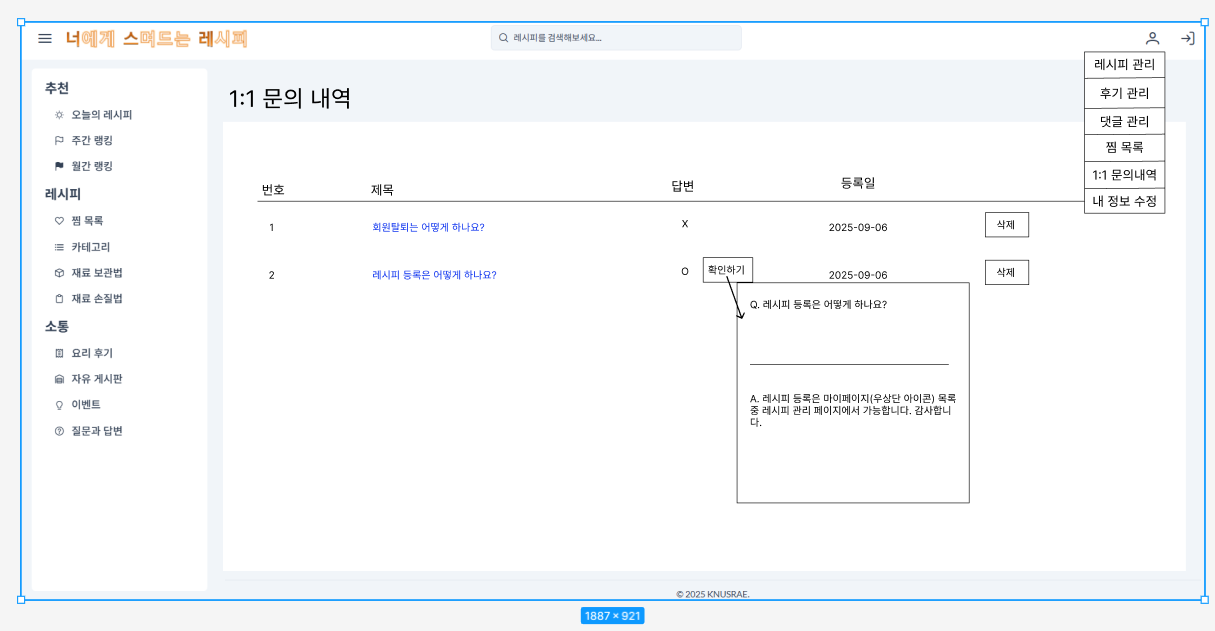 너에게 스며드는 레시피
레시피를 검색해보세요...
레시피 관리
후기 관리
댓글 관리
찜 목록
1:1 문의내역
내 정보 수정
추천
오늘의 레시피
주간 랭킹
월간 랭킹
레시피
찜 목록
카테고리
재료 보관법
재료 손질법
소통
요리 후기
자유 게시판
이벤트
질문과 답변
1:1 문의 내역
번호 제목 답변 등록일
1 회원탈퇴는 어떻게 하나요? X 2025-09-06 삭제
2 레시피 등록은 어떻게 하나요? O 확인하기 2025-09-06 삭제
Q. 레시피 등록은 어떻게 하나요?
A. 레시피 등록은 마이페이지(우상단 아이콘) 목록
중 레시피 관리 페이지에서 가능합니다. 감사합니
다.
© 2025 KNUSRAE.
1887 × 921